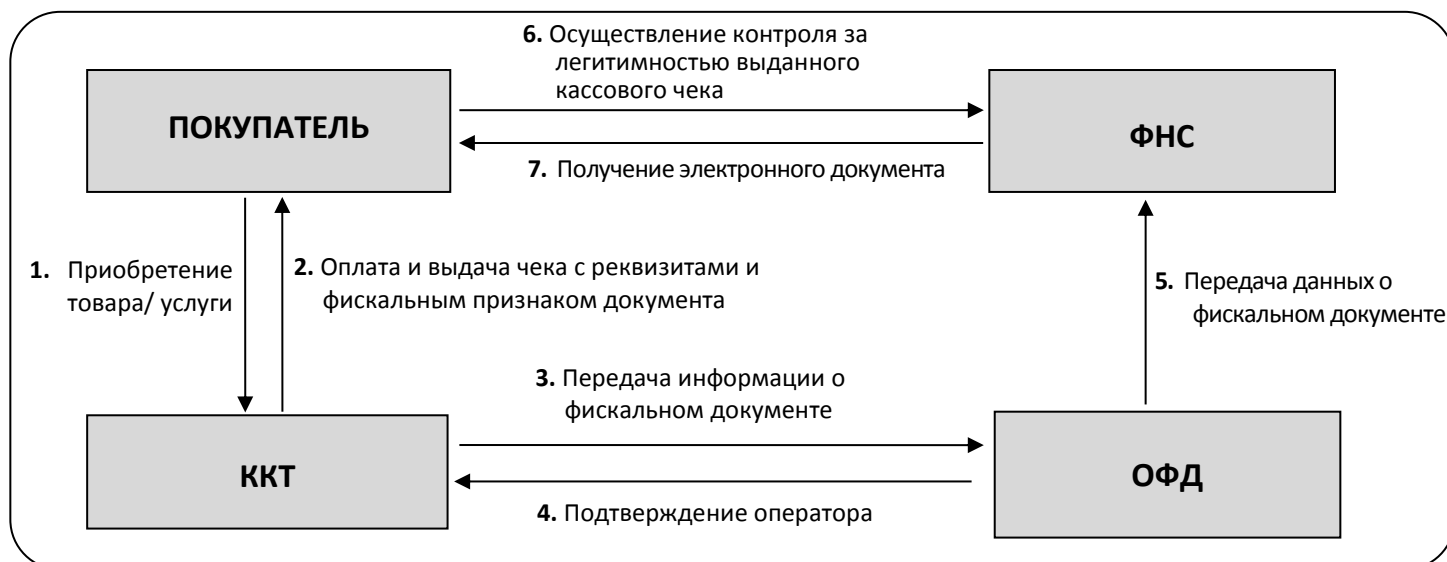 6. Осуществление контроля за
легитимностью выданного
кассового чека
ПОКУПАТЕЛЬ
ФНС
7. Получение электронного документа
1. Приобретение
товара/ услуги
2. Оплата и выдача чека с реквизитами и
фискальным признаком документа
5. Передача данных о
фискальном документе
3. Передача информации о
фискальном документе
ККТ
ОФД
4. Подтверждение оператора